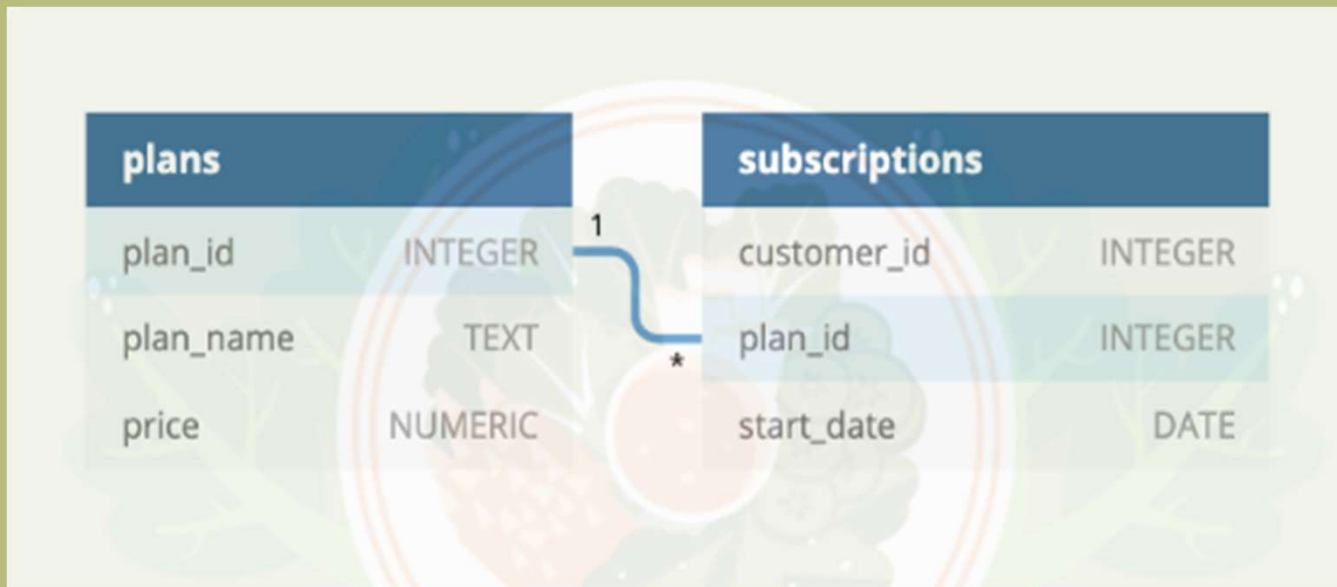 plans
plan_id INTEGER
plan_name TEXT
price NUMERIC
1
*
subscriptions
customer_id INTEGER
plan_id INTEGER
start_date DATE